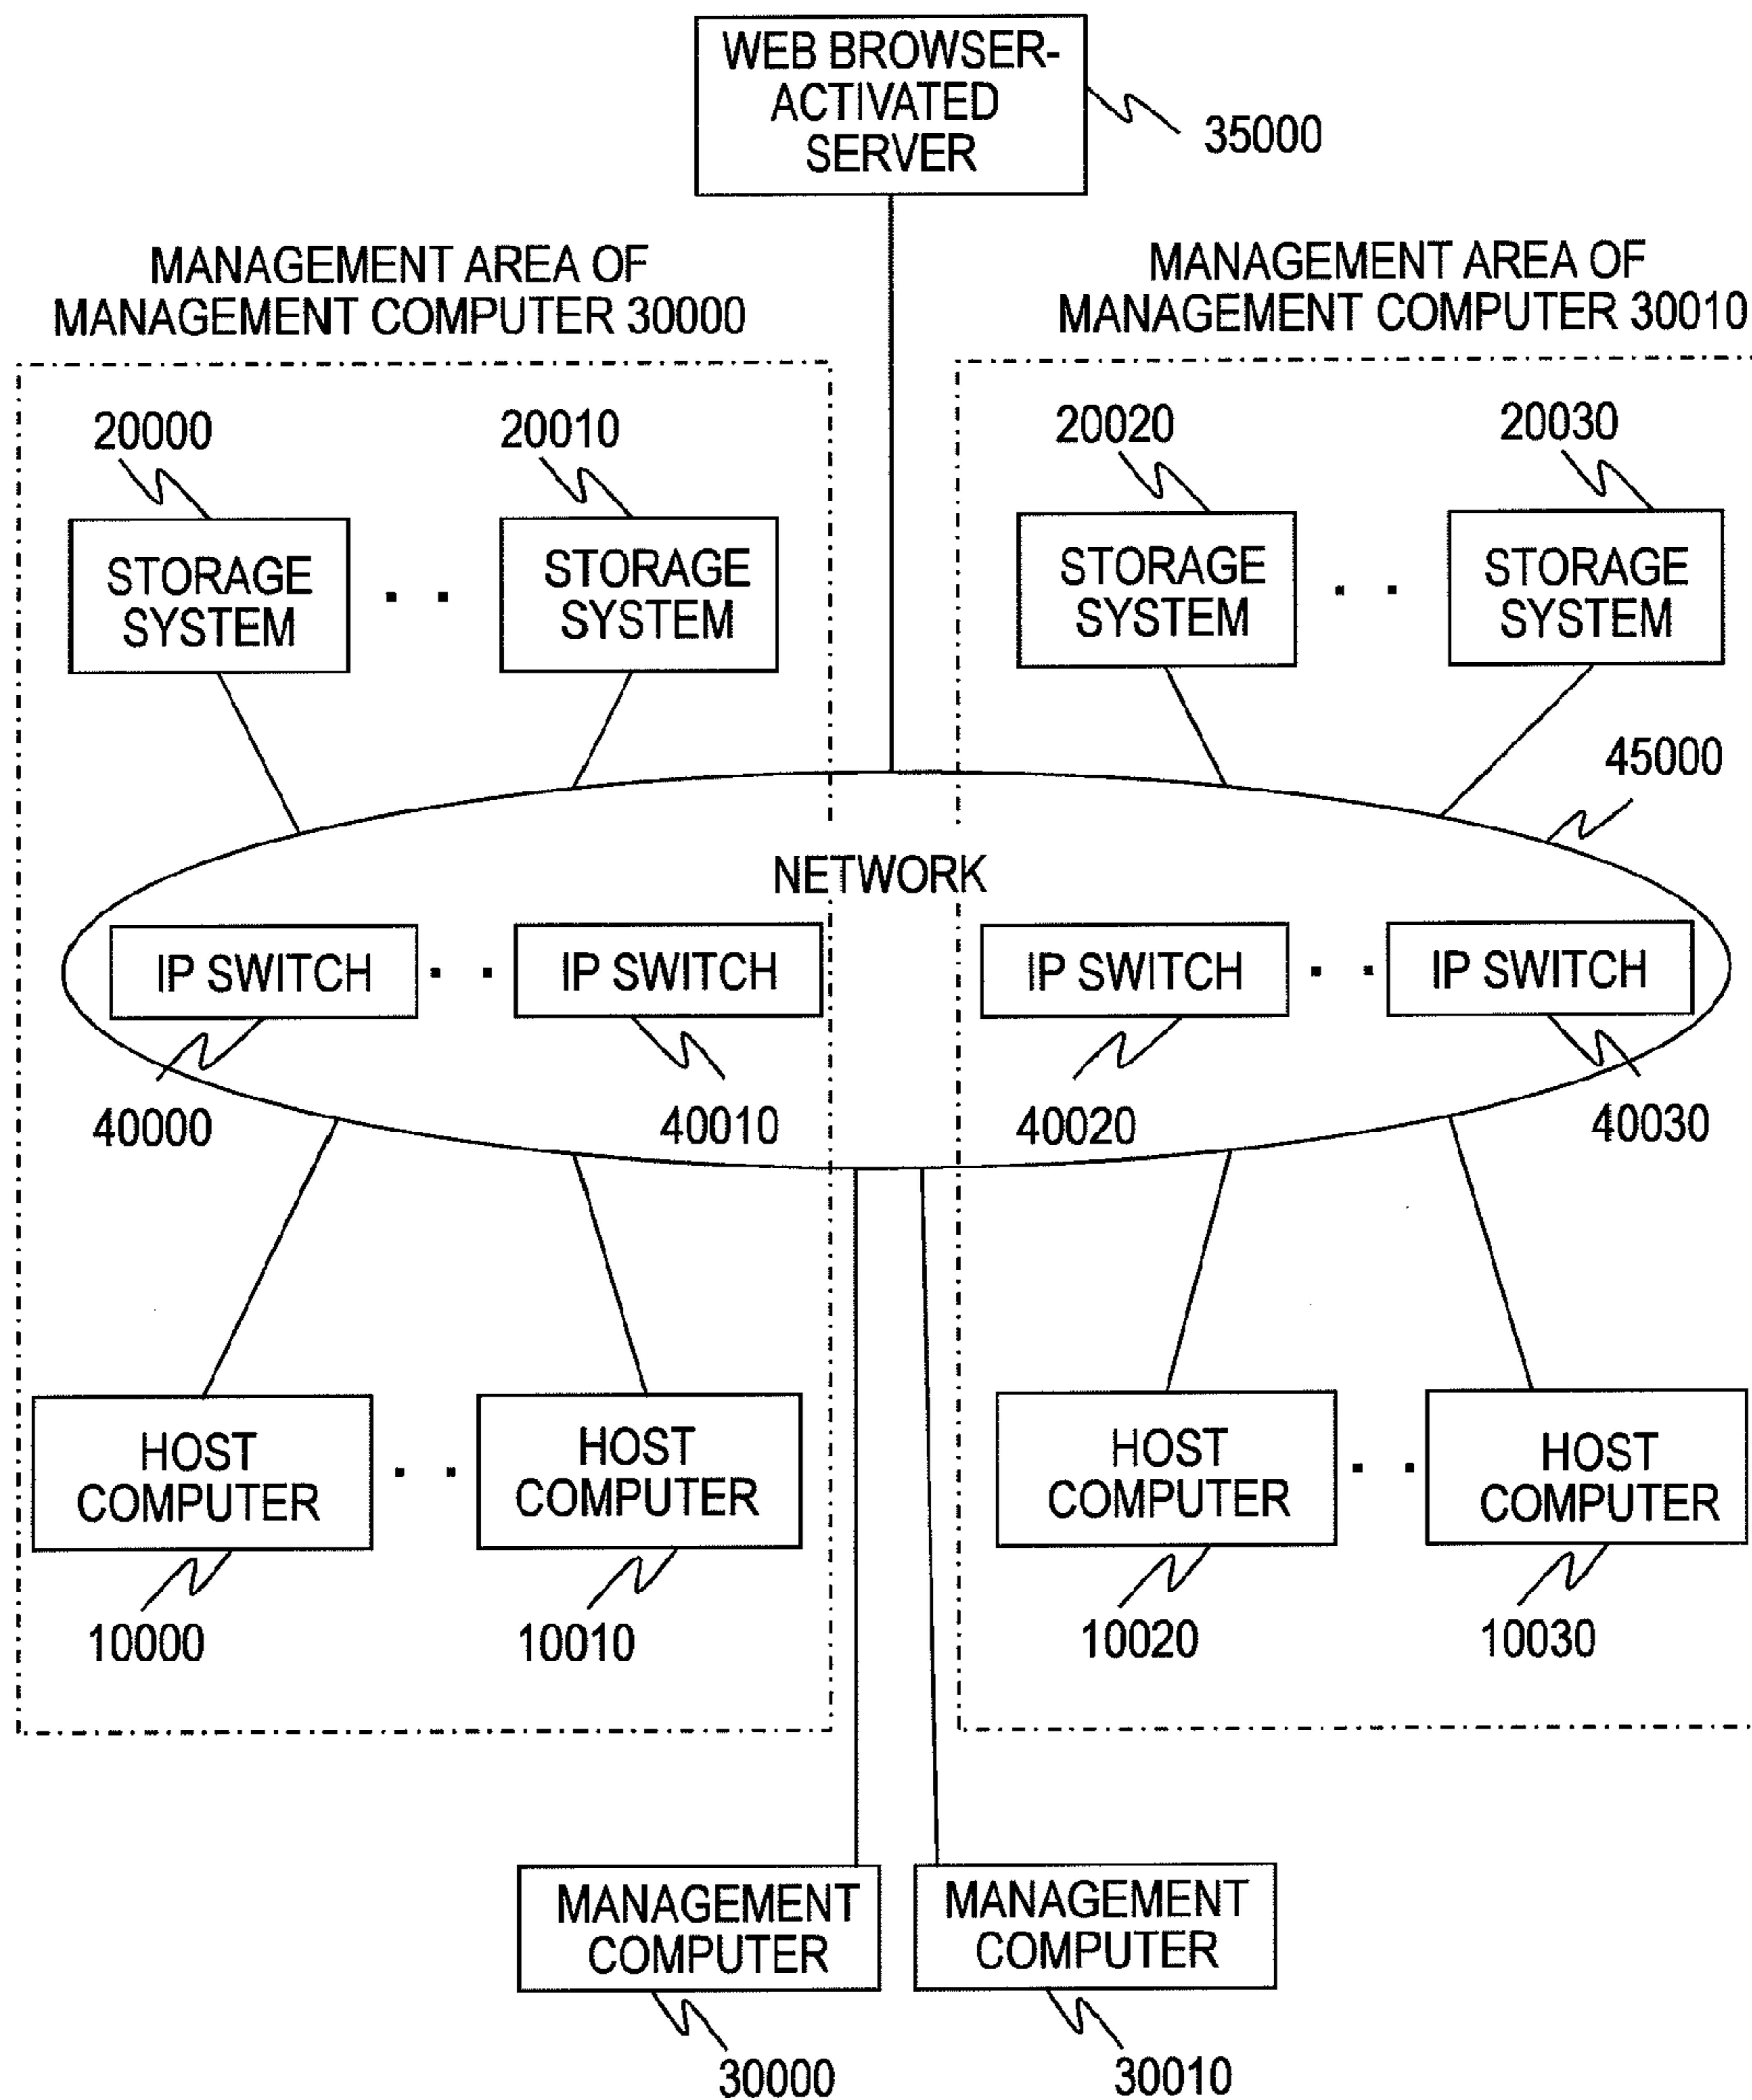 WEB BROWSER-
ACTIVATED
SERVER
35000
MANAGEMENT AREA OF
MANAGEMENT COMPUTER 30000
MANAGEMENT AREA OF
MANAGEMENT COMPUTER 30010
20000
20010
20020
20030
STORAGE
SYSTEM
STORAGE
SYSTEM
STORAGE
SYSTEM
STORAGE
SYSTEM
45000
NETWORK
IP SWITCH
IP SWITCH
IP SWITCH
IP SWITCH
40000
40010
40020
40030
HOST
COMPUTER
HOST
COMPUTER
HOST
COMPUTER
HOST
COMPUTER
10000
10010
10020
10030
MANAGEMENT
COMPUTER
MANAGEMENT
COMPUTER
30000
30010